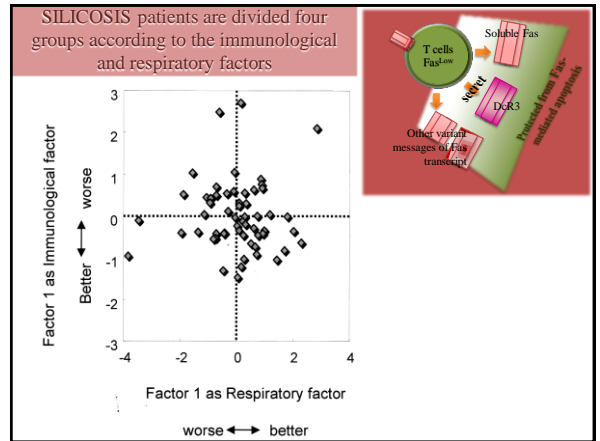 SILICOSIS patients are divided four
groups according to the immunological
and respiratory factors
T cells
Fas^Low
Soluble Fas
secret
DcR3
Other variant
messages of Fas
transcript
Protected from Fas-
mediated apoptosis
Factor 1 as Immunological factor
Better ↔ worse
3
2
1
0
-1
-2
-3
-4 -2 0 2 4
Factor 1 as Respiratory factor
worse ↔ better